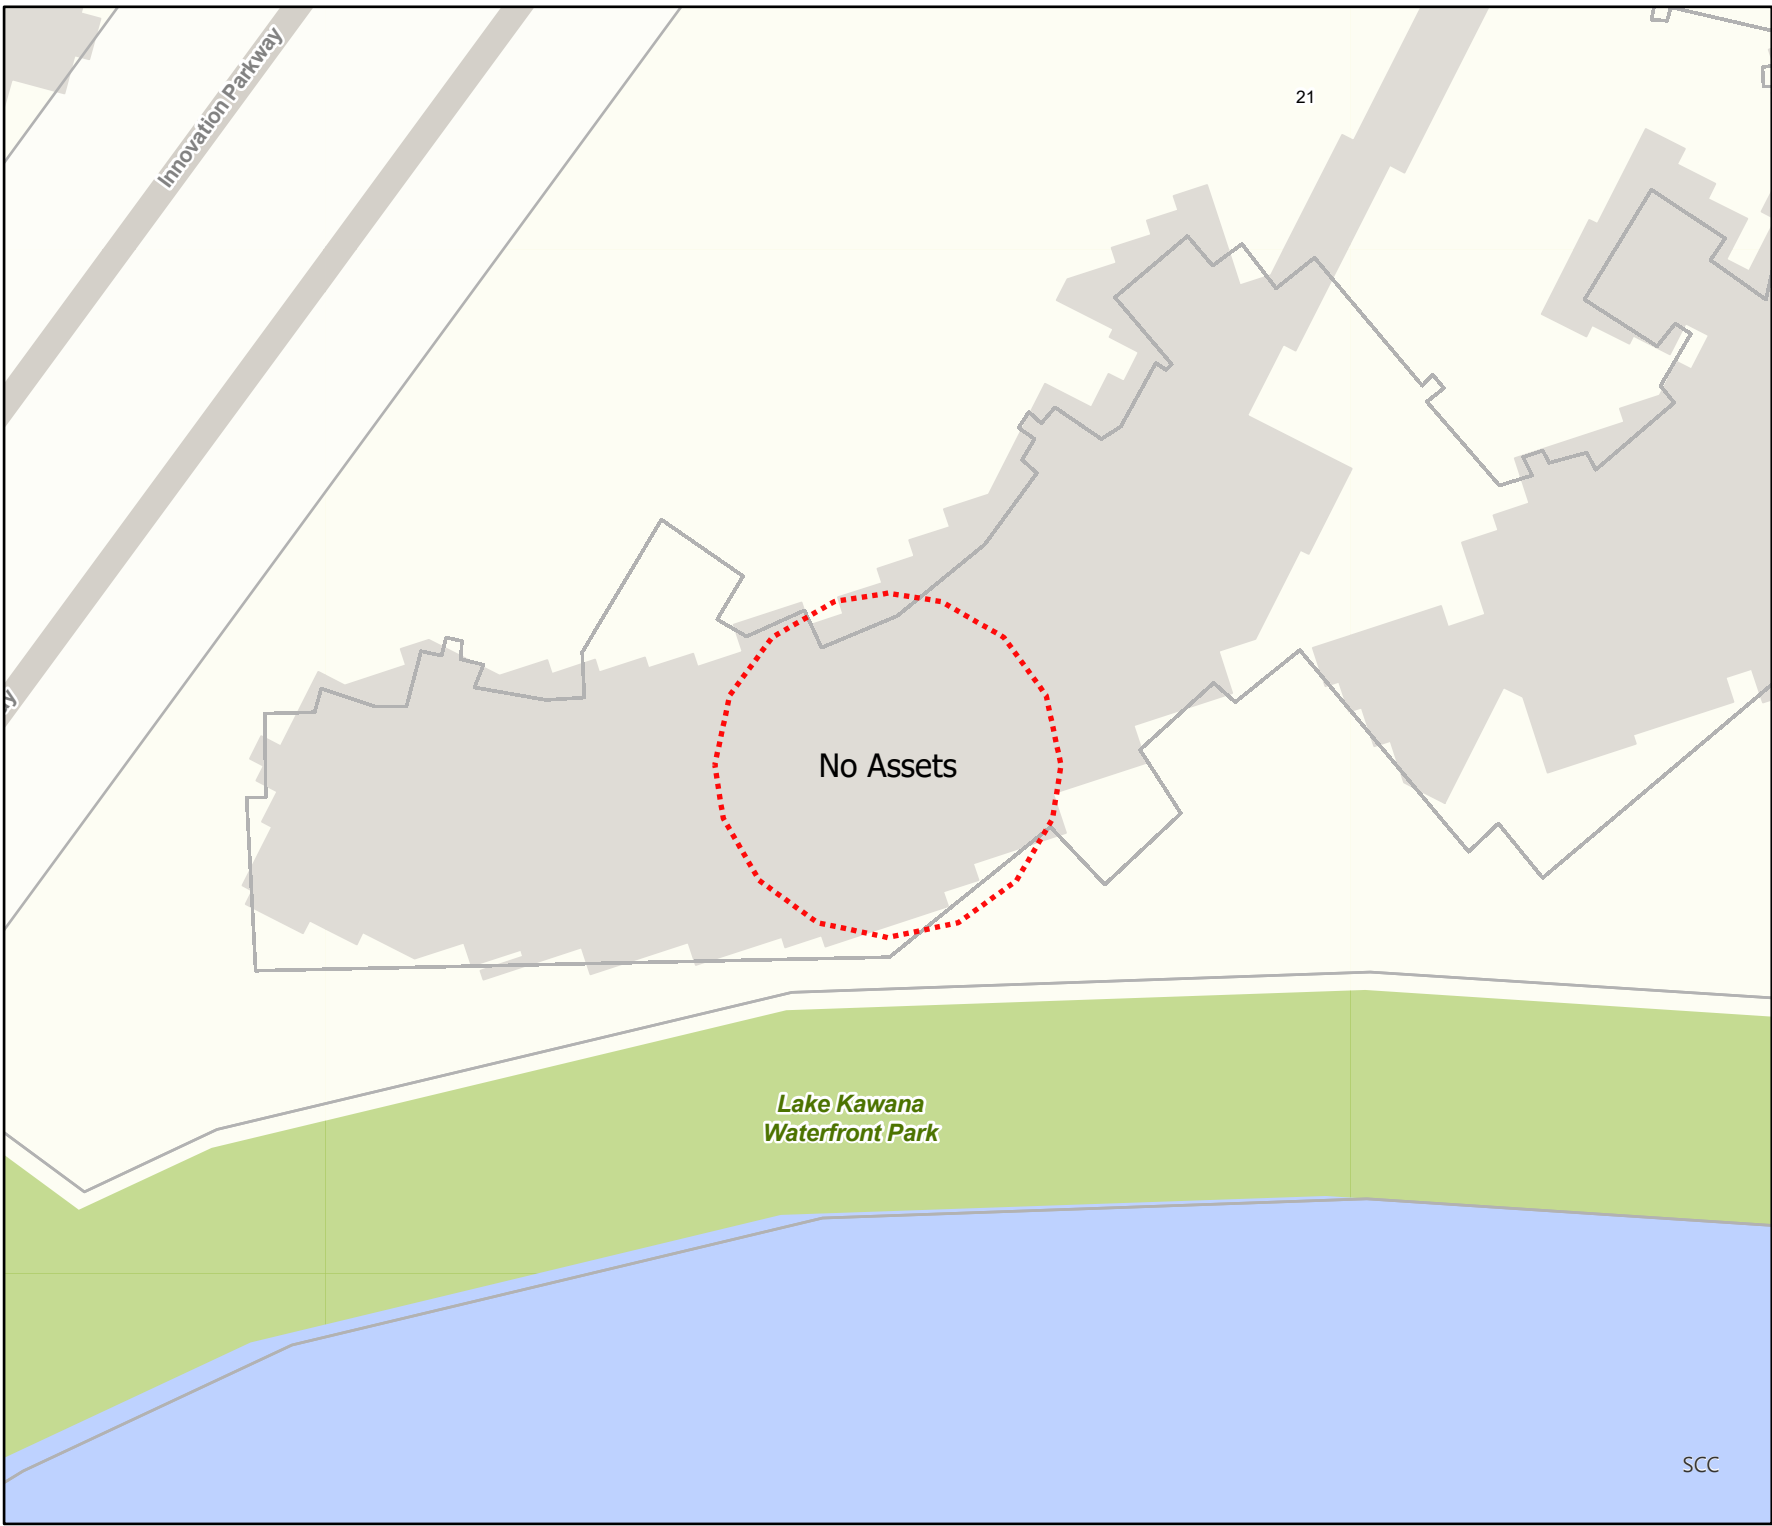 Innovation Parkway
21
No Assets
Lake Kawana
Waterfront Park
SCC